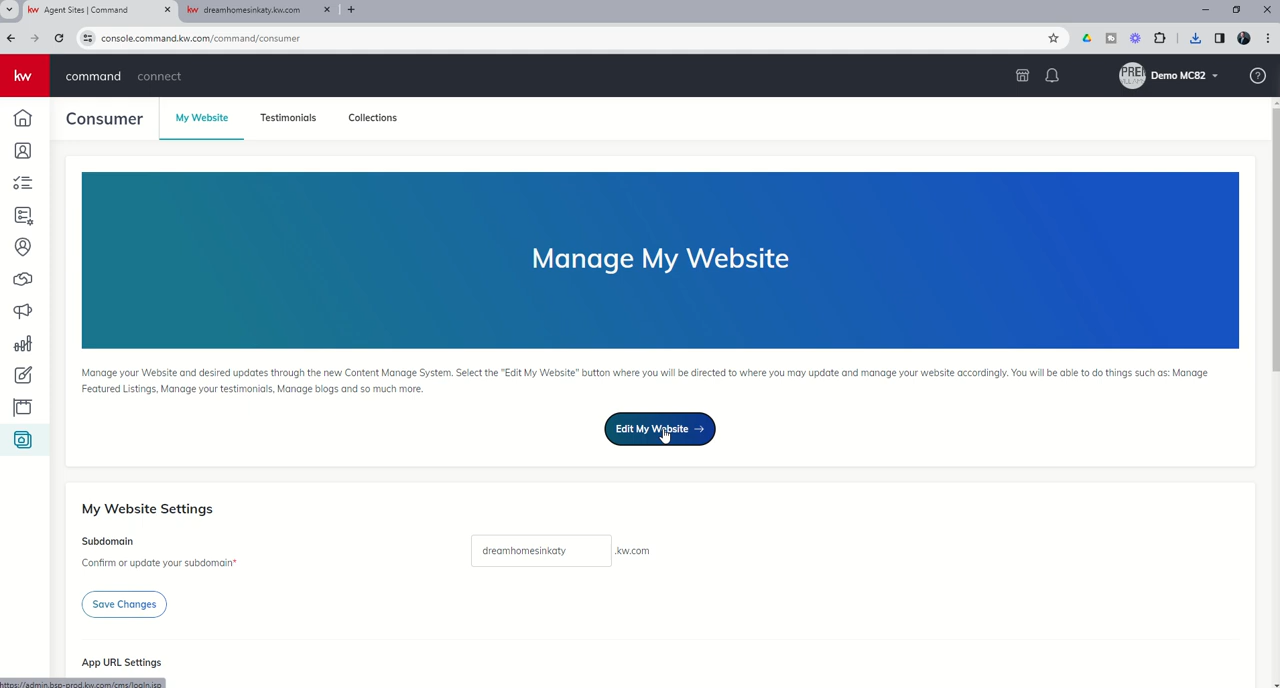 kw Agent Sites | Command
kw dreamhomesinkaty.kw.com
console.command.kw.com/command/consumer
kw command connect
Demo MC82
Consumer
My Website
Testimonials
Collections
Manage My Website
Manage your Website and desired updates through the new Content Manage System. Select the "Edit My Website" button where you will be directed to where you may update and manage your website accordingly. You will be able to do things such as: Manage
Featured Listings, Manage your testimonials, Manage blogs and so much more.
Edit My Website →
My Website Settings
Subdomain
dreamhomesinkaty .kw.com
Confirm or update your subdomain*
Save Changes
App URL Settings
https://admin.bsp-prod.kw.com/cms/login.jsp